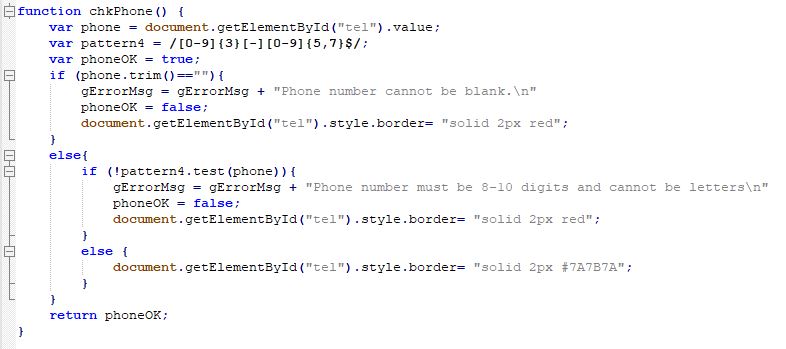 function chkPhone() {
    var phone = document.getElementById("tel").value;
    var pattern4 = /[0-9]{3}[-][0-9]{5,7}$/;
    var phoneOK = true;
    if (phone.trim()==""){
        gErrorMsg = gErrorMsg + "Phone number cannot be blank.\n"
        phoneOK = false;
        document.getElementById("tel").style.border= "solid 2px red";
    }
    else{
        if (!pattern4.test(phone)){
            gErrorMsg = gErrorMsg + "Phone number must be 8-10 digits and cannot be letters\n"
            phoneOK = false;
            document.getElementById("tel").style.border= "solid 2px red";
        }
        else {
            document.getElementById("tel").style.border= "solid 2px #7A7B7A";
        }
    }
    return phoneOK;
}